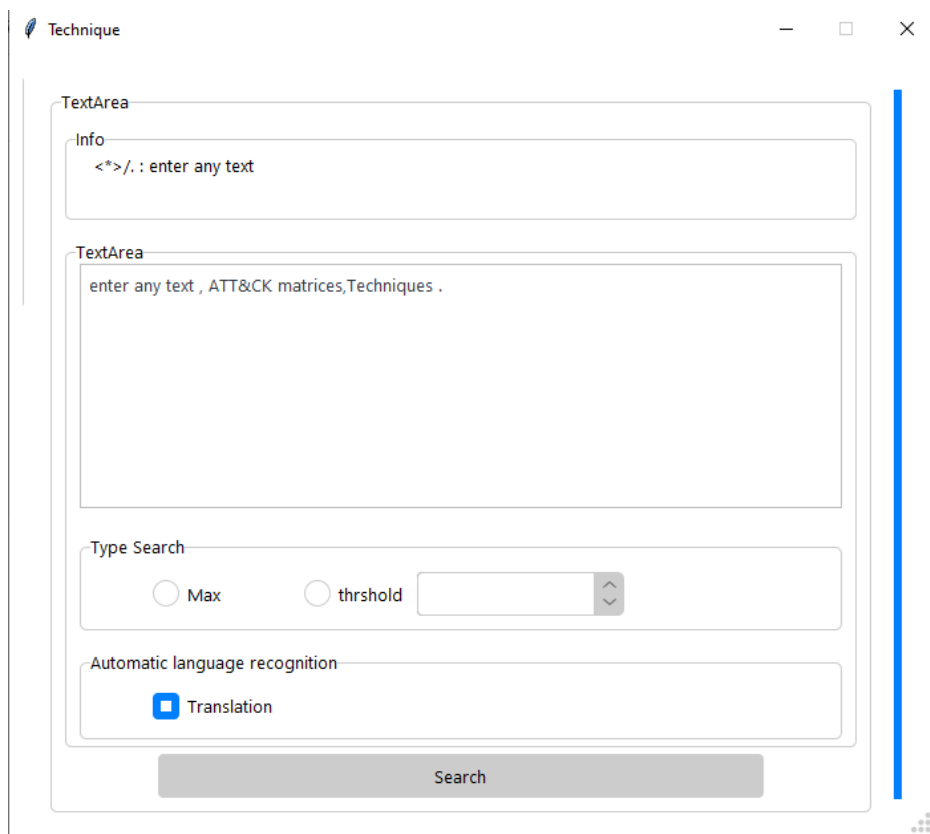 Technique
TextArea
Info
<*>/. : enter any text
TextArea
enter any text , ATT&CK matrices,Techniques .
Type Search
Max thrshold
Automatic language recognition
Translation
Search